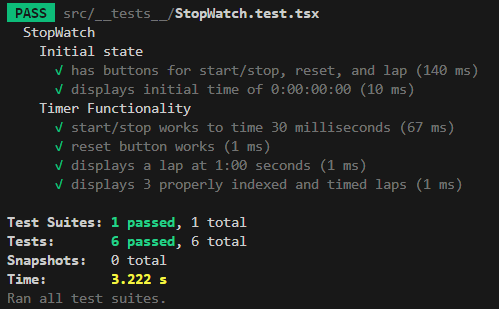 PASS src/__tests__/StopWatch.test.tsx
StopWatch
Initial state
√ has buttons for start/stop, reset, and lap (140 ms)
√ displays initial time of 0:00:00:00 (10 ms)
Timer Functionality
√ start/stop works to time 30 milliseconds (67 ms)
√ reset button works (1 ms)
√ displays a lap at 1:00 seconds (1 ms)
√ displays 3 properly indexed and timed laps (1 ms)
Test Suites: 1 passed, 1 total
Tests: 6 passed, 6 total
Snapshots: 0 total
Time: 3.222 s
Ran all test suites.